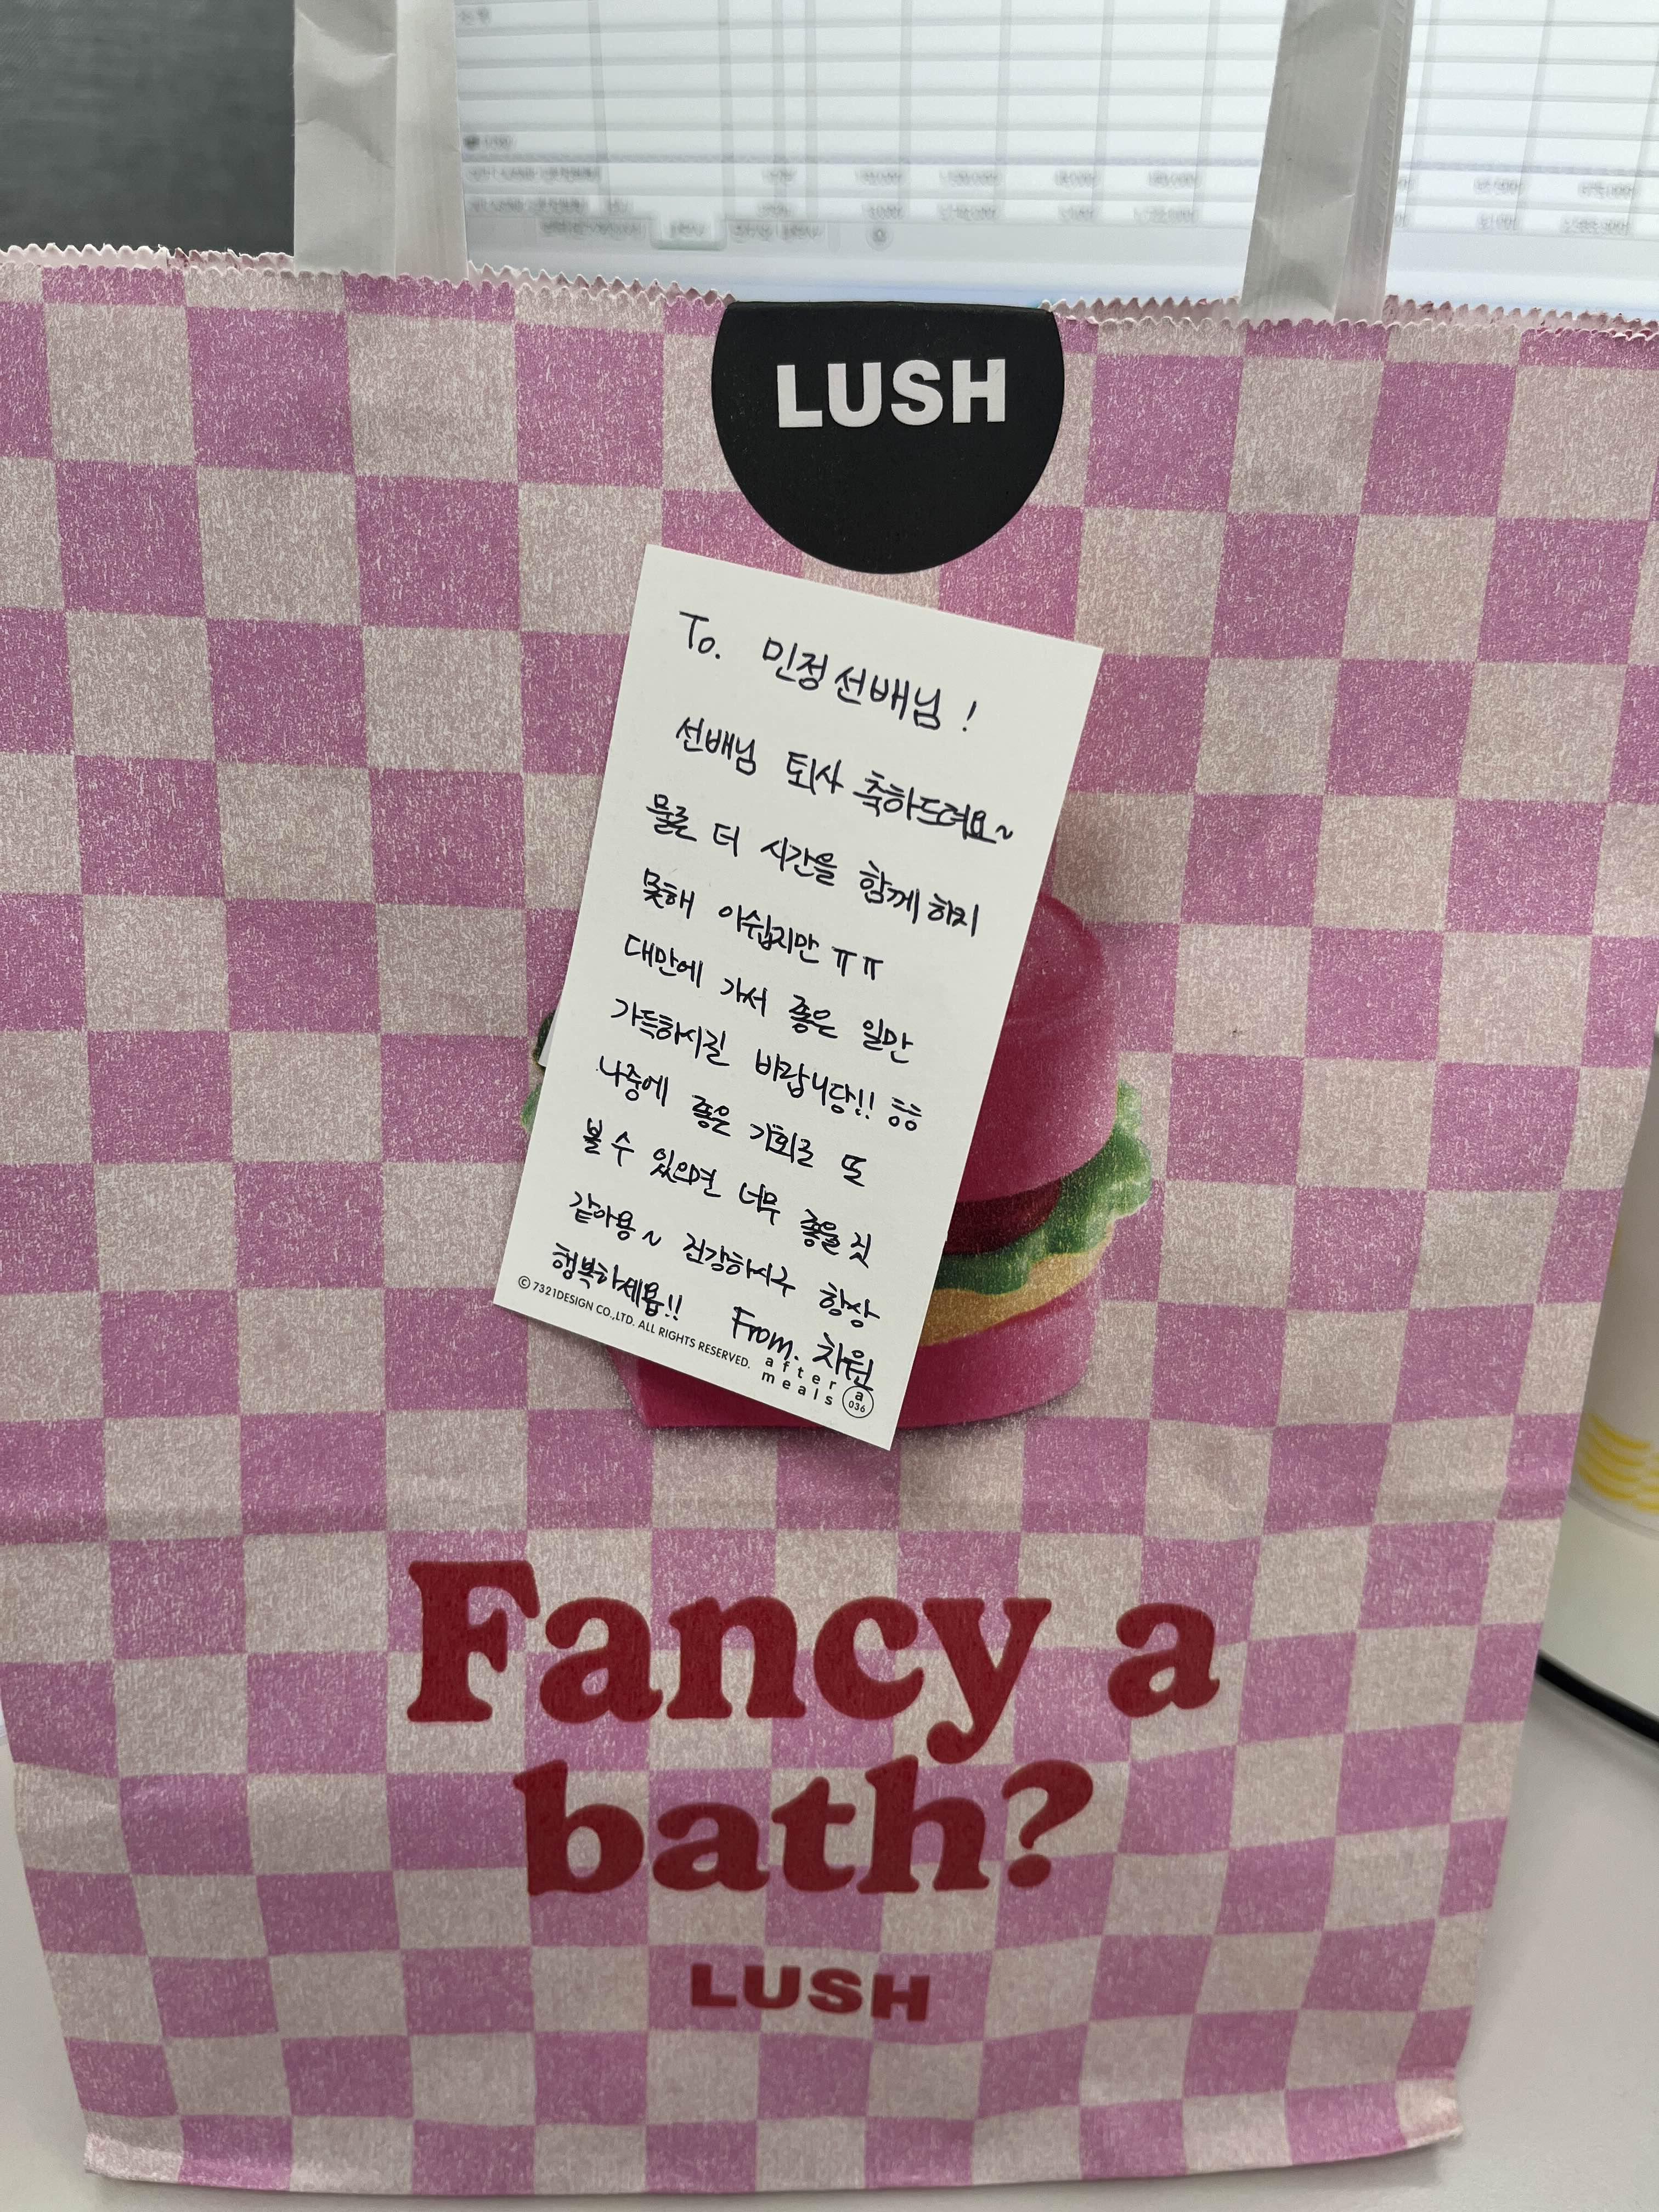 LUSH
To. 민정선배님!
선배님 퇴사 축하드려요~
물론 더 시간을 함께 하지
못해 아쉽지만 ㅠㅠ
대만에 가서 좋은 일만
가득하시길 바랍니당!! ㅎㅎ
나중에 좋은 기회로 또
볼 수 있으면 너무 좋을 것
같아용~ 건강하시구 항상
행복하세욥!! From. 차원
© 7321DESIGN CO.,LTD. ALL RIGHTS RESERVED.
after
meals
a
036
Fancy a
bath?
LUSH